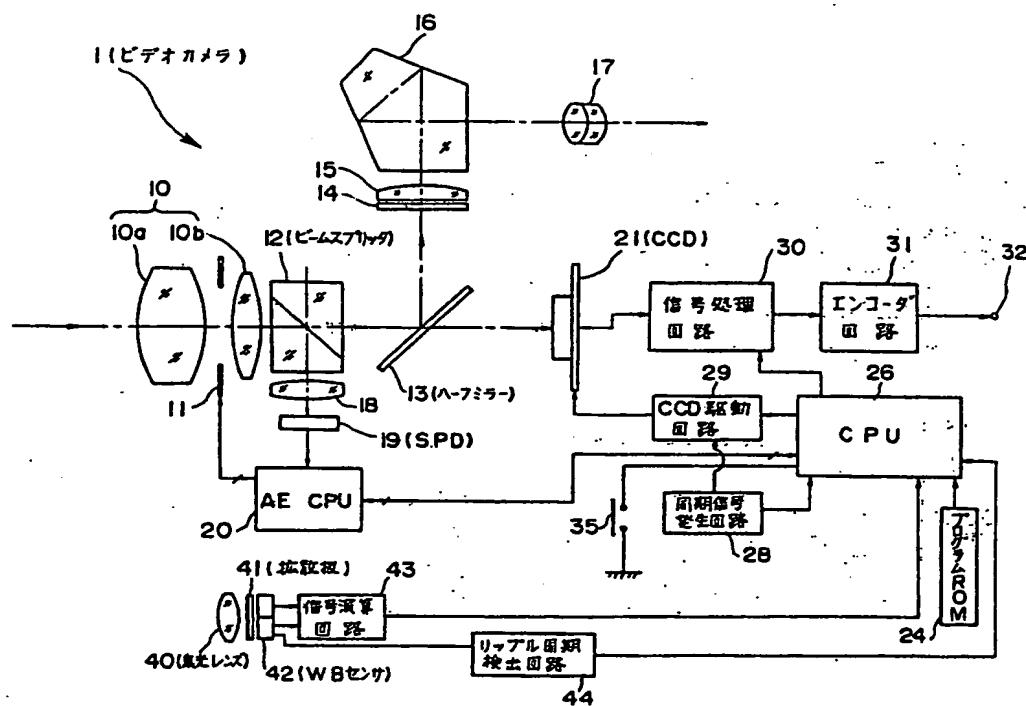 16
1(ビデオカメラ)
17
15
14
10
10a 10b
12(ビームスプリッタ)
21(CCD)
30
31
32
信号処理
回路
エンコーダ
回路
11
18
13(ハーフミラー)
29
26
19(S.PD)
CCD駆動
回路
CPU
AE CPU
20
35
同期信号
発生回路
28
プログラムROM
24
41(拡散板)
43
信号演算
回路
40(集光レンズ)
42(WBセンサ)
リップル周期
検出回路
44